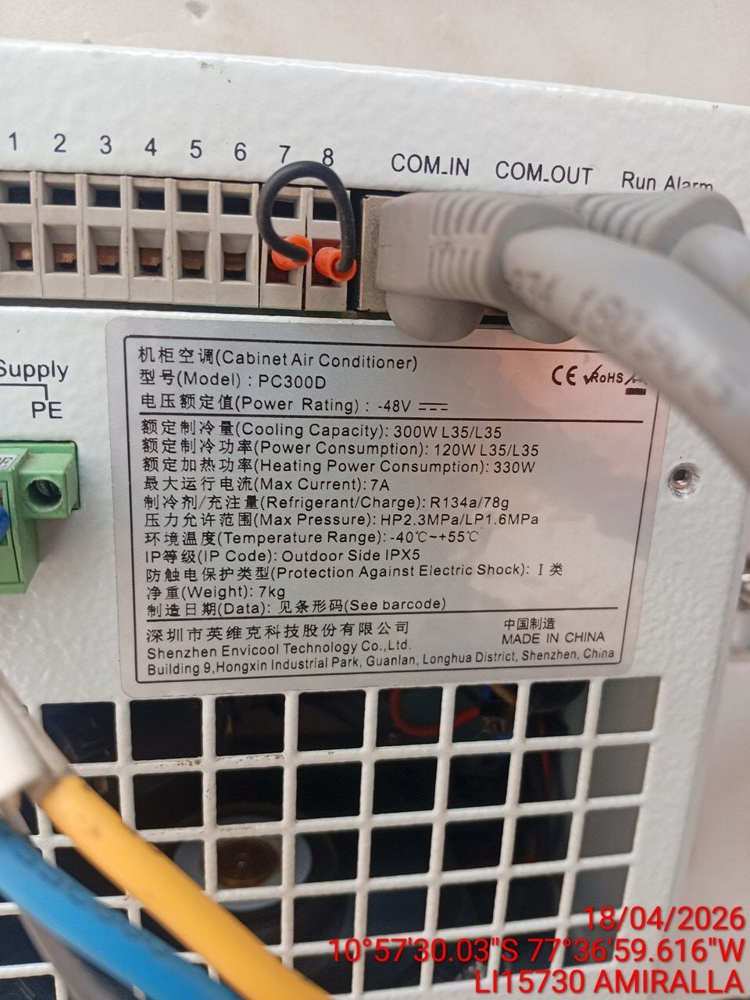 1 2 3 4 5 6 7 8 COM_IN COM_OUT Run Alarm
Supply
PE
机柜空调(Cabinet Air Conditioner)
型号(Model) : PC300D
CE RoHS
电压额定值(Power Rating) : -48V
额定制冷量(Cooling Capacity): 300W L35/L35
额定制冷功率(Power Consumption): 120W L35/L35
额定加热功率(Heating Power Consumption): 330W
最大运行电流(Max Current): 7A
制冷剂/充注量(Refrigerant/Charge): R134a/78g
压力允许范围(Max Pressure): HP2.3MPa/LP1.6MPa
环境温度(Temperature Range): -40℃~+55℃
IP等级(IP Code): Outdoor Side IPX5
防触电保护类型(Protection Against Electric Shock): I 类
净重(Weight): 7kg
制造日期(Data): 见条形码(See barcode)
深圳市英维克科技股份有限公司
中国制造
Shenzhen Envicool Technology Co.,Ltd.
MADE IN CHINA
Building 9,Hongxin Industrial Park, Guanlan, Longhua District, Shenzhen, China
18/04/2026
10°57'30.03"S 77°36'59.616"W
LI15730 AMIRALLA